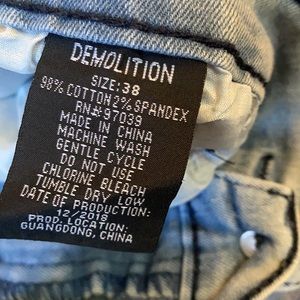 DEMOLITION
SIZE:38
98% COTTON 2% SPANDEX
RN# 97039
MADE IN CHINA
MACHINE WASH
GENTLE CYCLE
DO NOT USE
CHLORINE BLEACH
TUMBLE DRY LOW
DATE OF PRODUCTION:
12/2018
PROD. LOCATION:
GUANGDONG, CHINA